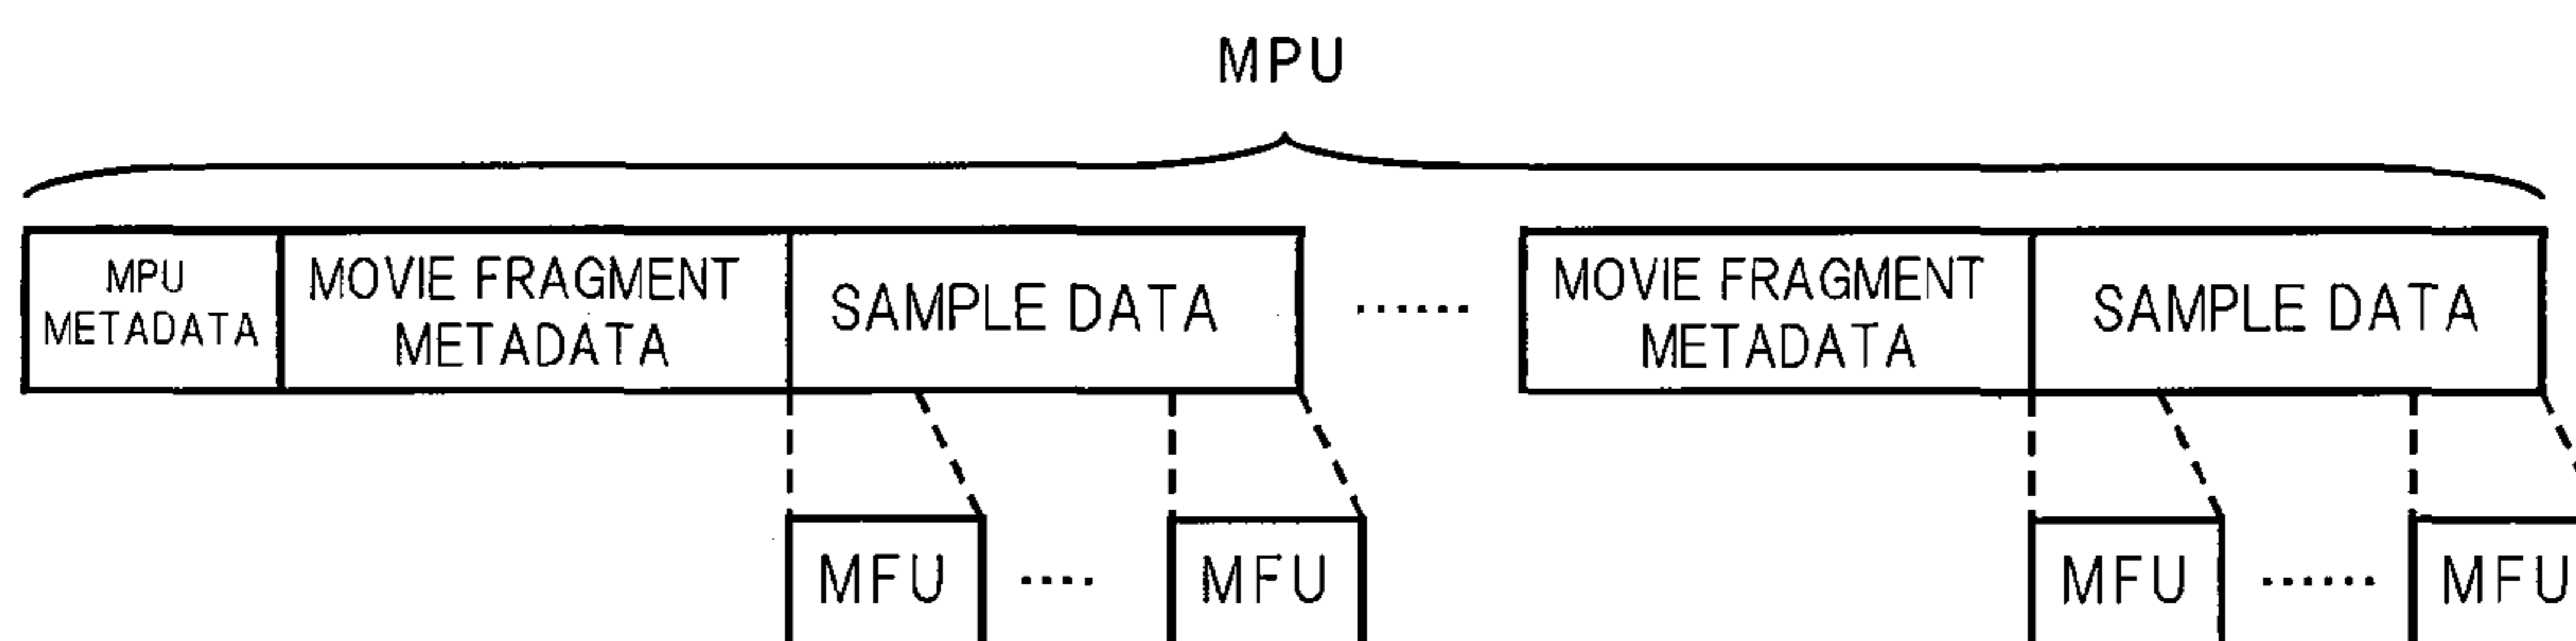 MPU
MPU
METADATA
MOVIE FRAGMENT
METADATA
SAMPLE DATA
......
MOVIE FRAGMENT
METADATA
SAMPLE DATA
MFU
....
MFU
MFU
......
MFU